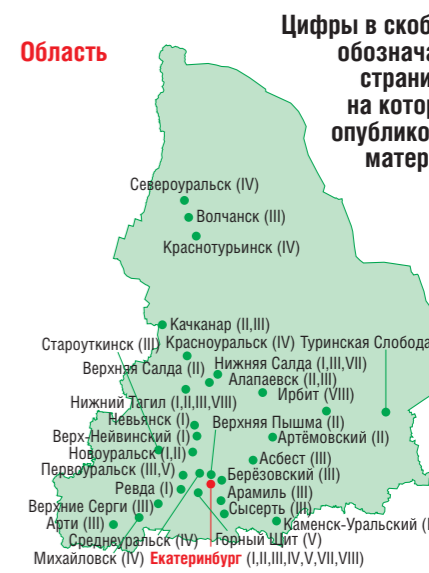 Область
Цифры в скоб
обознача
страни
на котор
опублико
матер
Североуральск (IV)
Волчанск (III)
Краснотурьинск (IV)
Качканар (II,III)
Староуткинск (III)
Красноуральск (IV)
Туринская Слобода
Верхняя Салда (II)
Нижняя Салда (I,III,VII)
Алапаевск (II,III)
Ирбит (VIII)
Нижний Тагил (I,II,III,VIII)
Невьянск (I)
Верхняя Пышма (II)
Верх-Нейвинский (I)
Артёмовский (II)
Новоуральск (I,II)
Асбест (III)
Первоуральск (III,V)
Берёзовский (III)
Ревда (I)
Арамиль (III)
Верхние Серги (III)
Сысерть (III)
Арти (III)
Каменск-Уральский (I
Среднеуральск (IV)
Горный Щит (V)
Михайловск (IV)
Екатеринбург (I,II,III,IV,V,VII,VIII)